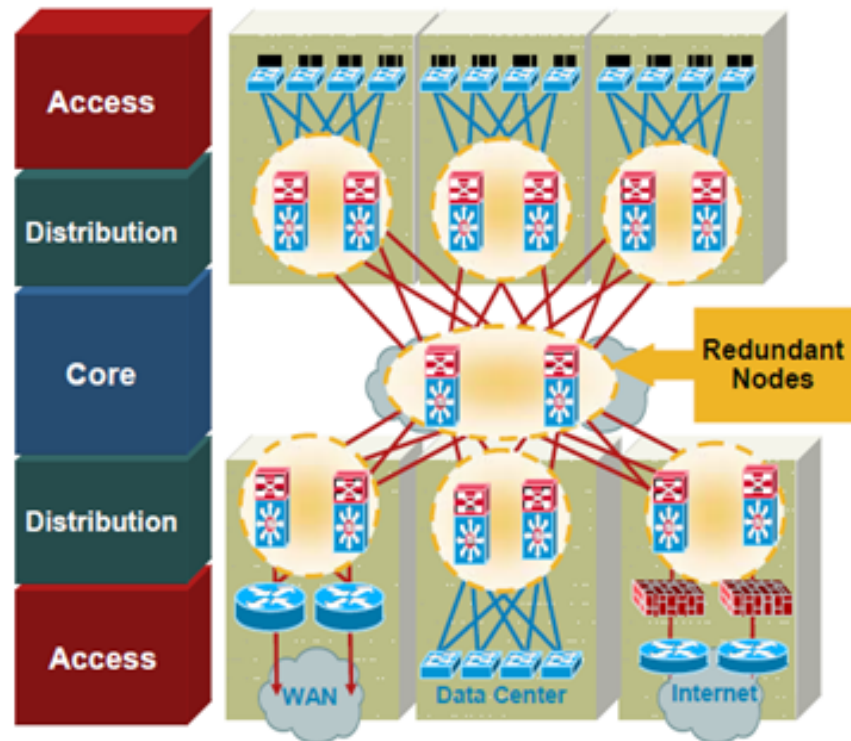 Access
Distribution
Core
Redundant
Nodes
Distribution
Access
WAN
Data Center
Internet